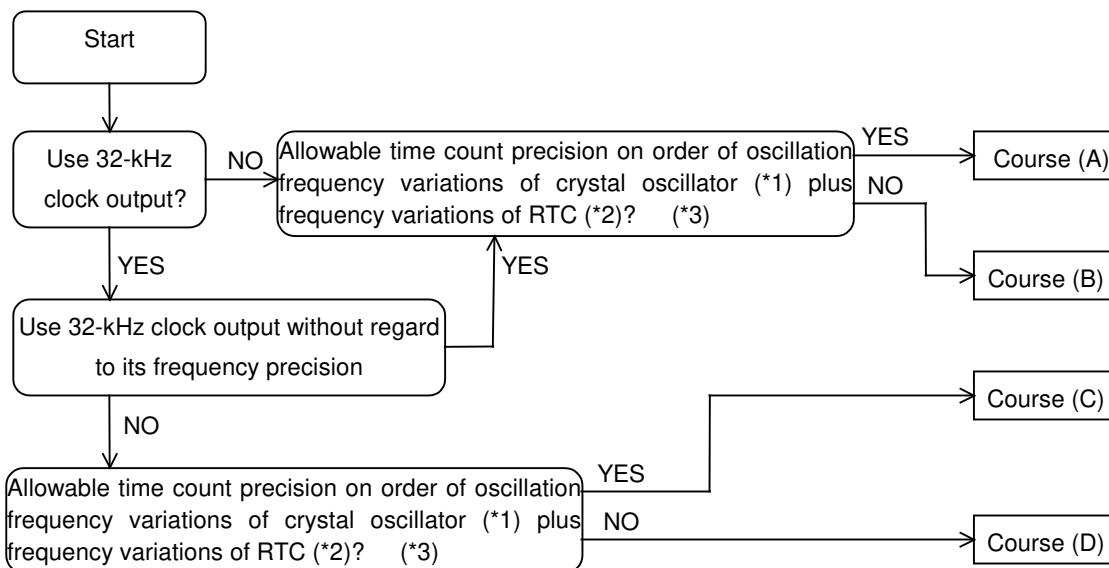 Start
Use 32-kHz
clock output?
NO
YES
Allowable time count precision on order of oscillation
frequency variations of crystal oscillator (*1) plus
frequency variations of RTC (*2)? (*3)
YES
Course (A)
NO
Course (B)
YES
Use 32-kHz clock output without regard
to its frequency precision
NO
Course (C)
Allowable time count precision on order of oscillation
frequency variations of crystal oscillator (*1) plus
frequency variations of RTC (*2)? (*3)
YES
NO
Course (D)